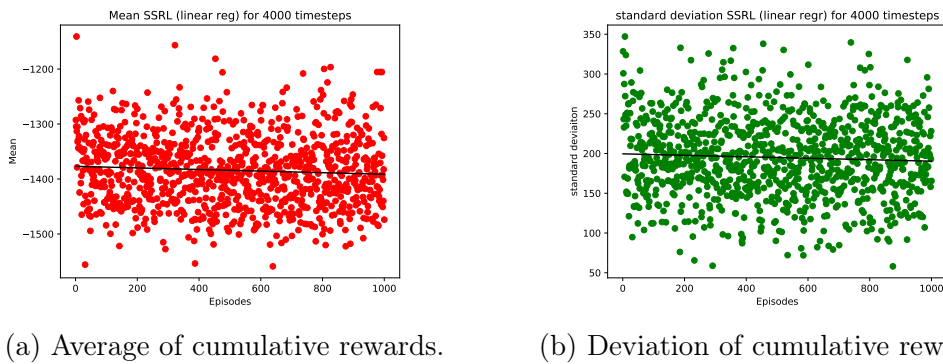 Mean SSRL (linear reg) for 4000 timesteps
Mean
−1200
−1300
−1400
−1500
0 200 400 600 800 1000
Episodes
(a) Average of cumulative rewards.
standard deviation SSRL (linear regr) for 4000 timesteps
standard deviaiton
350
300
250
200
150
100
50
0 200 400 600 800 1000
Episodes
(b) Deviation of cumulative rew